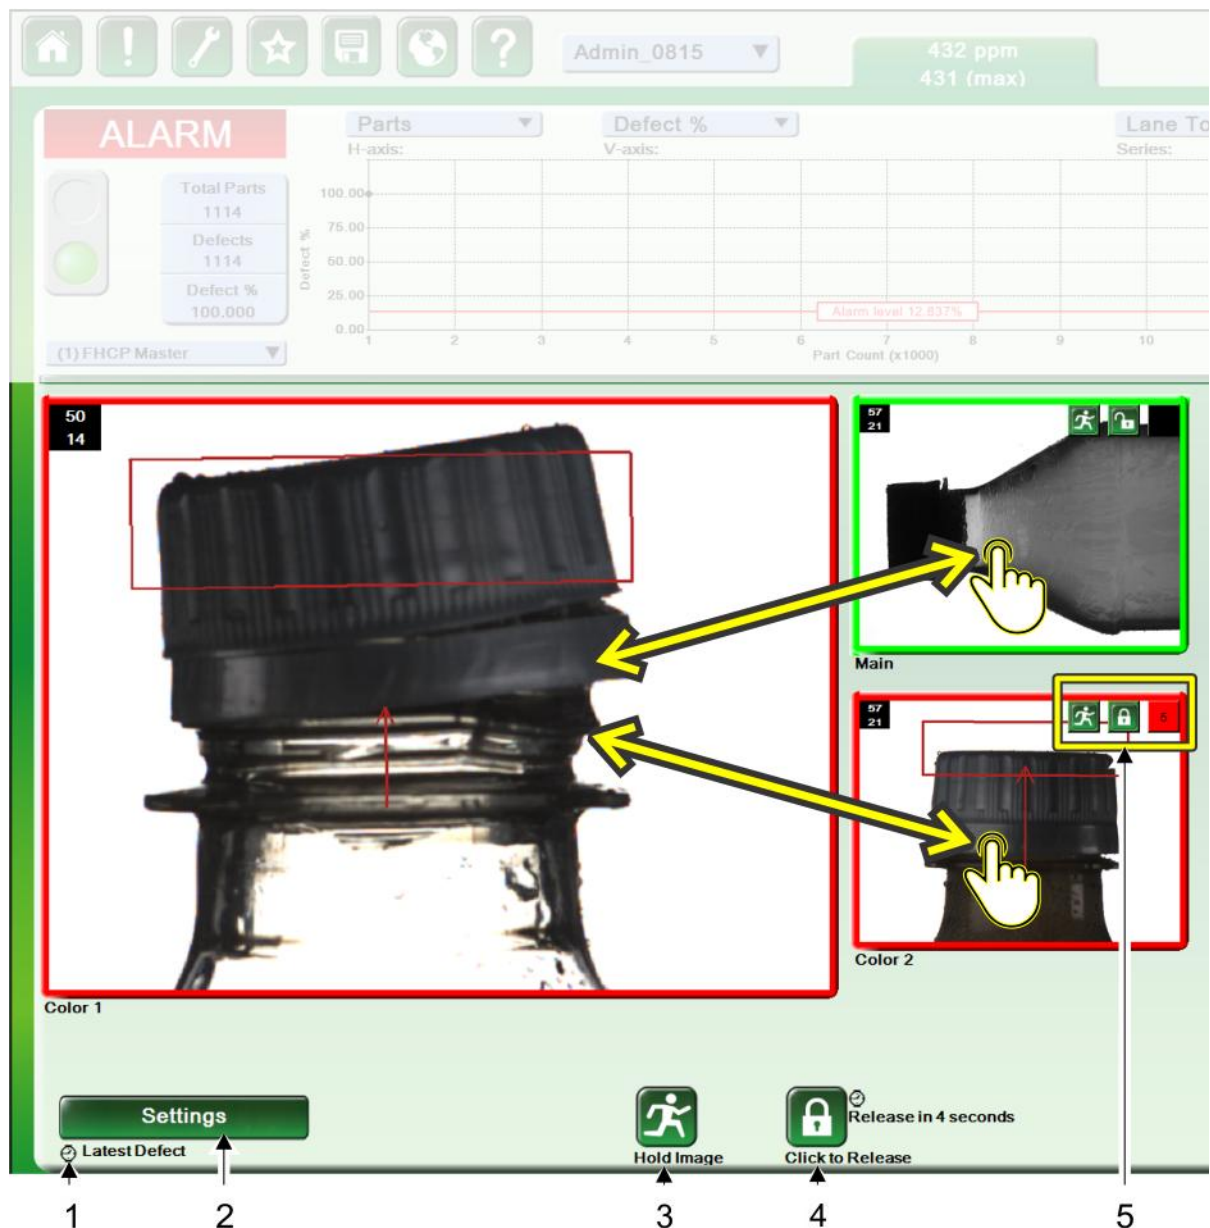 Admin_0815
432 ppm
431 (max)
ALARM
Parts
Defect %
Lane To
H-axis:
V-axis:
Series:
Total Parts
1114
Defects
1114
Defect %
100.000
(1) FHCP Master
Defect %
100.00
75.00
50.00
25.00
0.00
Alarm level 12.837%
1 2 3 4 5 6 7 8 9 10
Part Count (x1000)
50
14
57
21
Main
57
21
6
Color 2
Color 1
Settings
Latest Defect
Hold Image
Release in 4 seconds
Click to Release
1 2 3 4 5